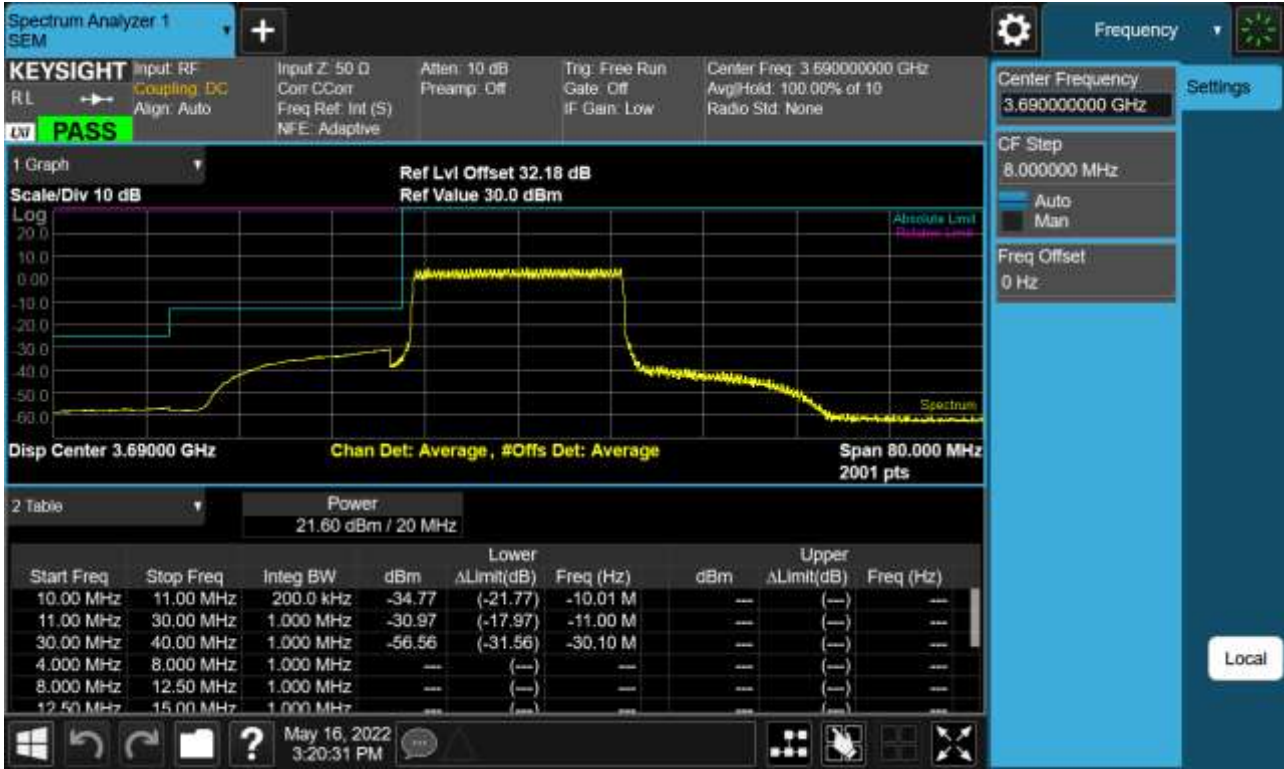 Spectrum Analyzer 1
SEM
Frequency
KEYSIGHT
Input: RF
Input Z: 50 Ω
Atten: 10 dB
Trig: Free Run
Center Freq: 3.690000000 GHz
RL
Coupling: DC
Corr CCorr
Preamp: Off
Gate: Off
Avg|Hold: 100.00% of 10
Align: Auto
Freq Ref: Int (S)
IF Gain: Low
Radio Std: None
LXI PASS
NFE: Adaptive
Center Frequency
3.690000000 GHz
Settings
CF Step
8.000000 MHz
Auto
Man
Freq Offset
0 Hz
1 Graph
Ref Lvl Offset 32.18 dB
Scale/Div 10 dB
Ref Value 30.0 dBm
Log
Absolute Limit
Relative Limit
20.0
10.0
0.00
-10.0
-20.0
-30.0
-40.0
-50.0
-60.0
Spectrum
Disp Center 3.69000 GHz
Chan Det: Average, #Offs Det: Average
Span 80.000 MHz
2001 pts
2 Table
Power
21.60 dBm / 20 MHz
Lower Upper
Start Freq Stop Freq Integ BW dBm ΔLimit(dB) Freq (Hz) dBm ΔLimit(dB) Freq (Hz)
10.00 MHz 11.00 MHz 200.0 kHz -34.77 (-21.77) -10.01 M --- (---) ---
11.00 MHz 30.00 MHz 1.000 MHz -30.97 (-17.97) -11.00 M --- (---) ---
30.00 MHz 40.00 MHz 1.000 MHz -56.56 (-31.56) -30.10 M --- (---) ---
4.000 MHz 8.000 MHz 1.000 MHz --- (---) --- --- (---) ---
8.000 MHz 12.50 MHz 1.000 MHz --- (---) --- --- (---) ---
12.50 MHz 15.00 MHz 1.000 MHz --- (---) --- --- (---) ---
Local
? May 16, 2022
3:20:31 PM